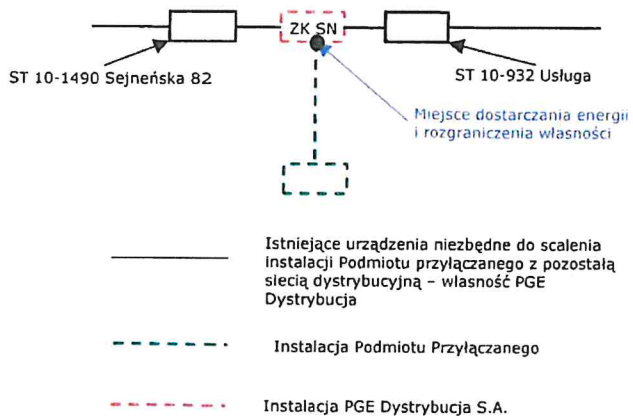 ZK SN
ST 10-1490 Sejneńska 82
ST 10-932 Usługa
Miejsce dostarczania energii
i rozgraniczenia własności
Istniejące urządzenia niezbędne do scalenia
instalacji Podmiotu przyłączanego z pozostałą
siecią dystrybucyjną – własność PGE
Dystrybucja
Instalacja Podmiotu Przyłączanego
Instalacja PGE Dystrybucja S.A.